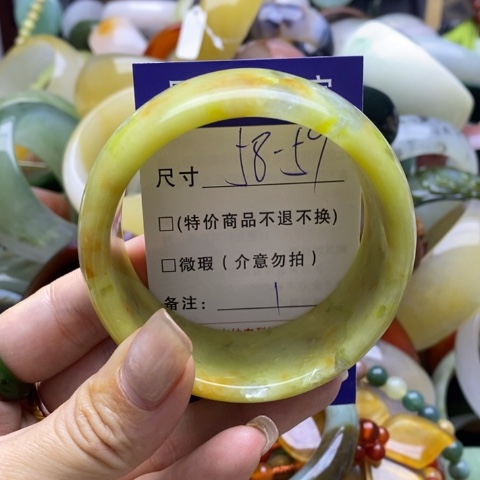 尺寸 58-59
□(特价商品不退不换)
□微瑕(介意勿拍)
备注: 1